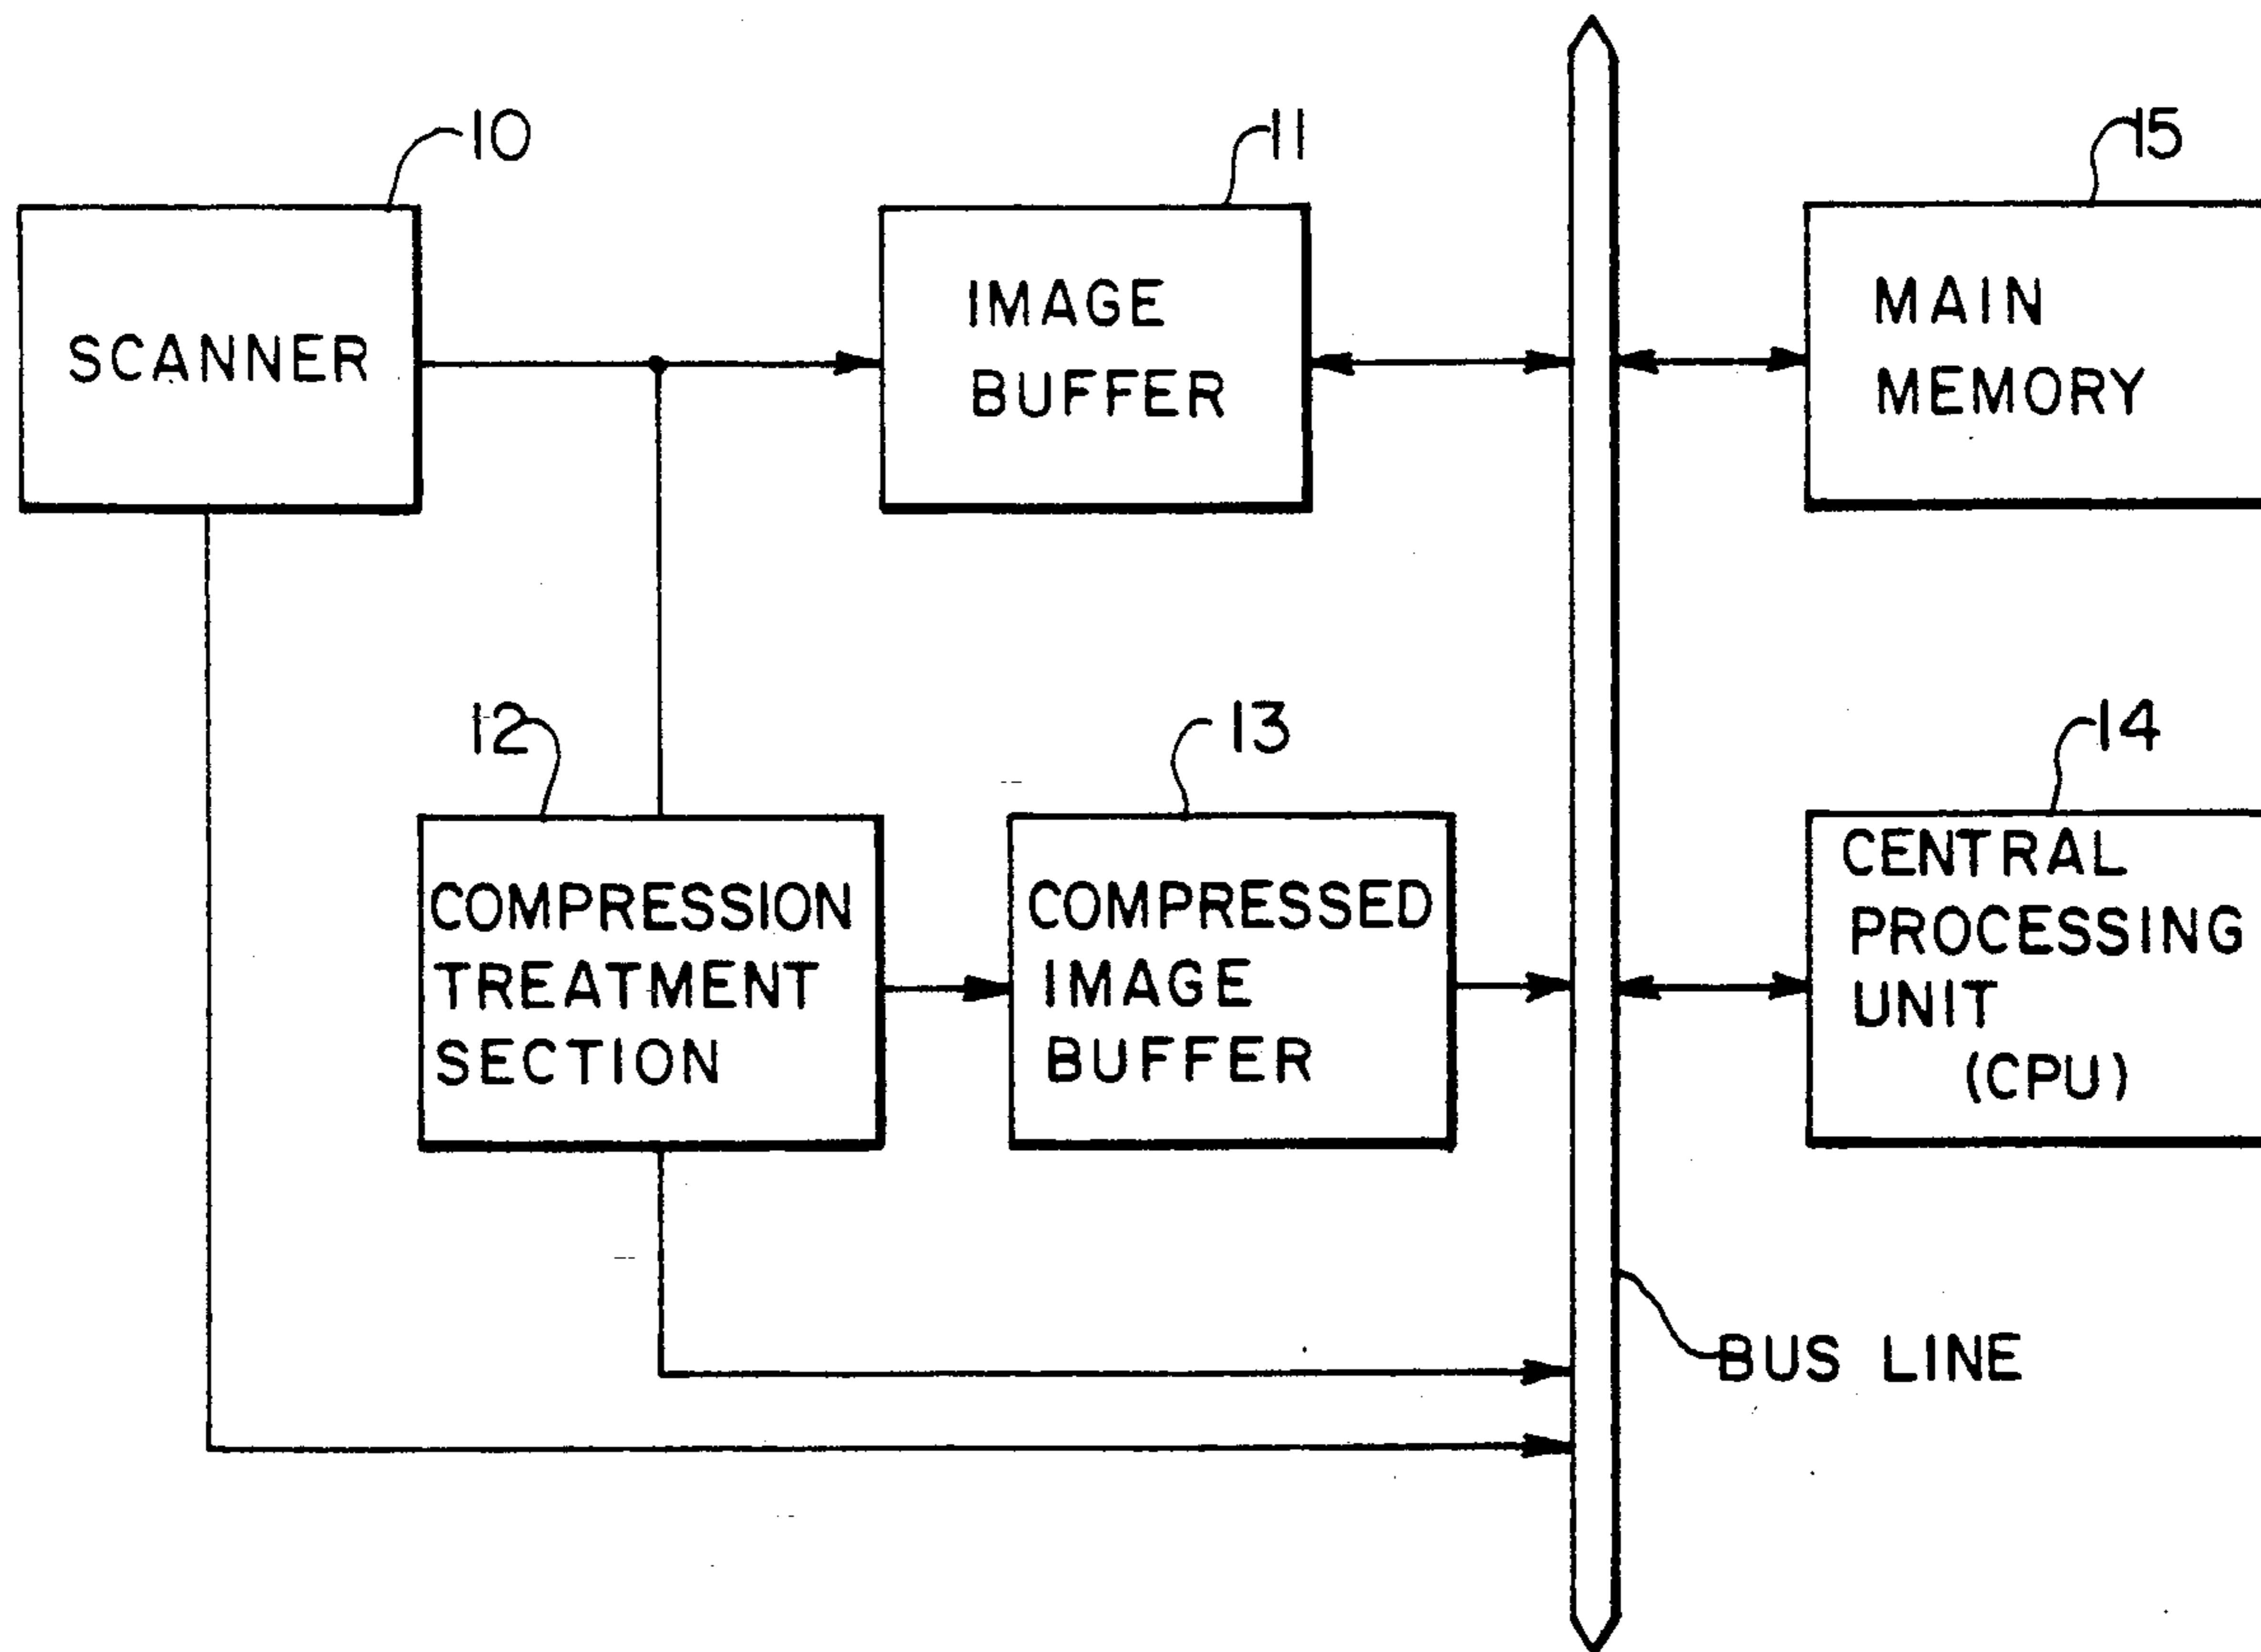 10
11
15
SCANNER
IMAGE
BUFFER
MAIN
MEMORY
12
13
14
COMPRESSION
TREATMENT
SECTION
COMPRESSED
IMAGE
BUFFER
CENTRAL
PROCESSING
UNIT
(CPU)
BUS LINE